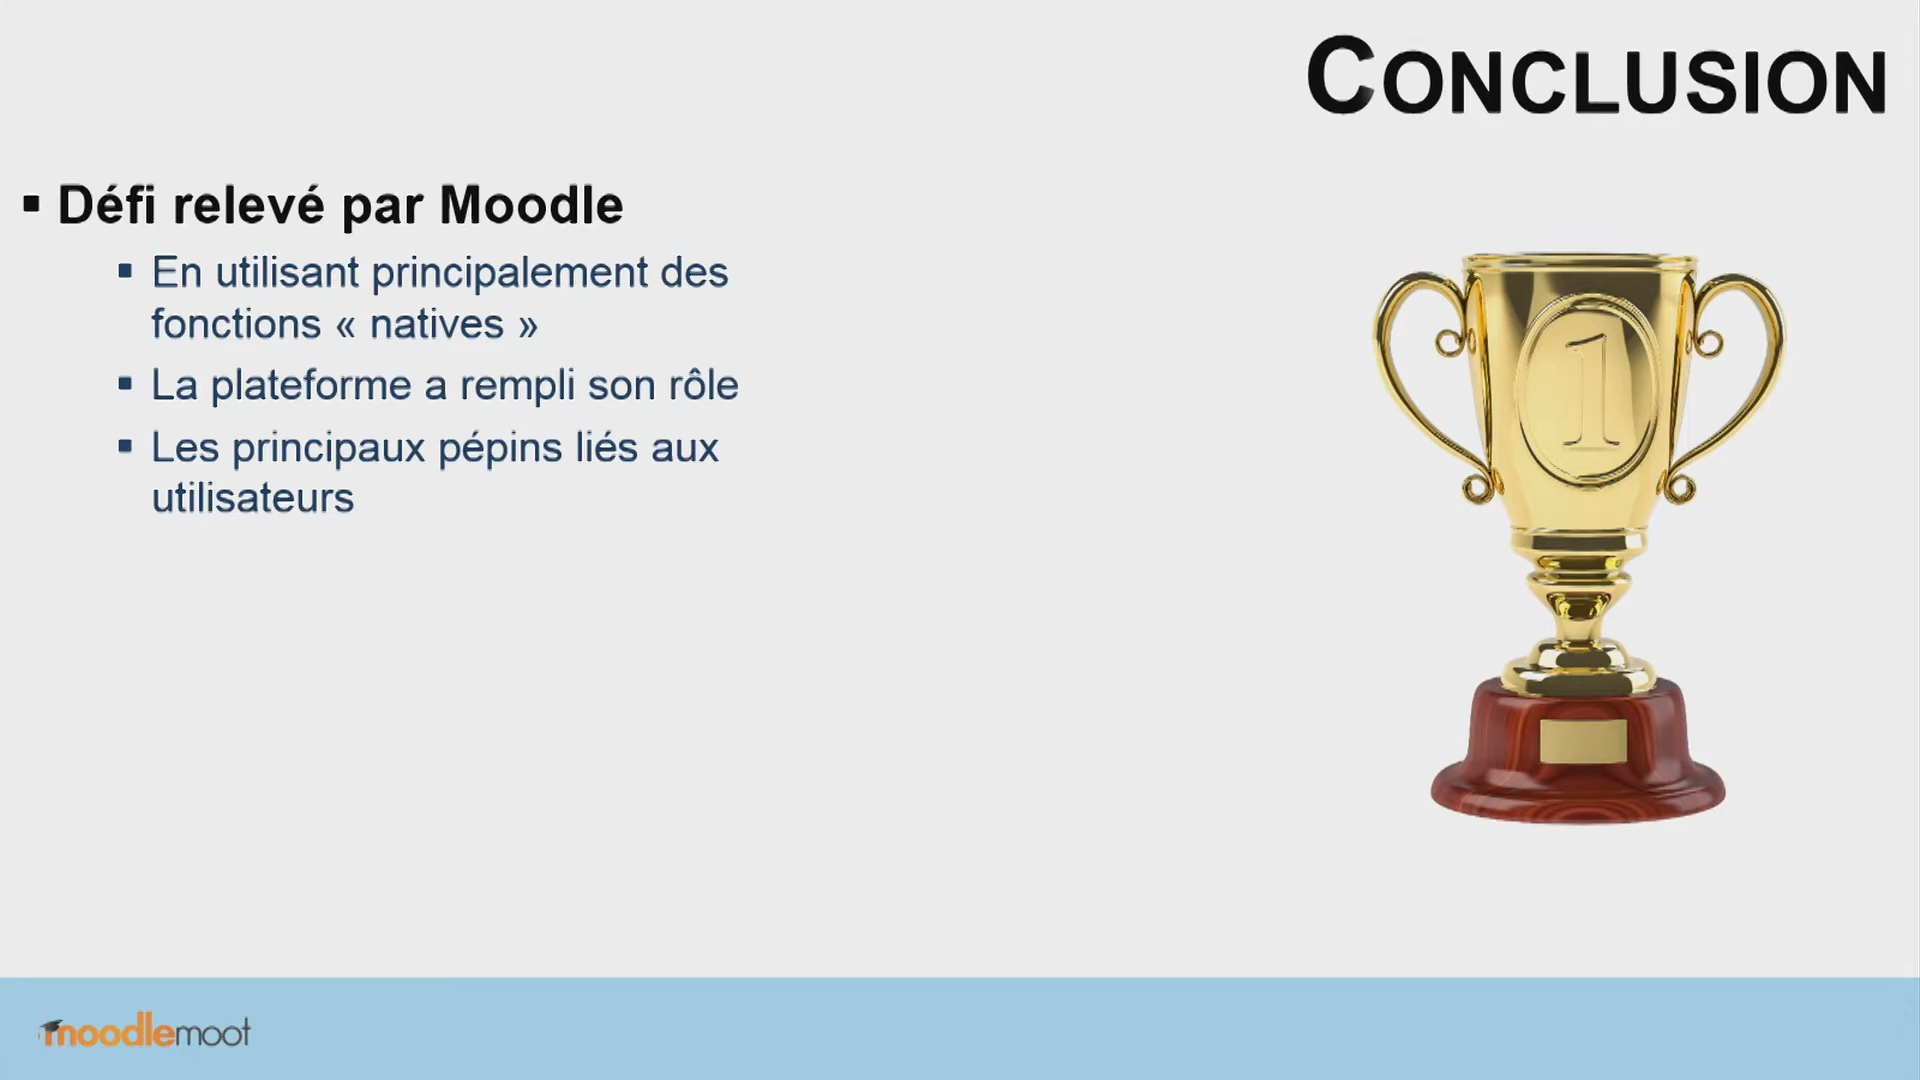 CONCLUSION
▪ Défi relevé par Moodle
▪ En utilisant principalement des
fonctions « natives »
▪ La plateforme a rempli son rôle
▪ Les principaux pépins liés aux
utilisateurs
1
moodlemoot